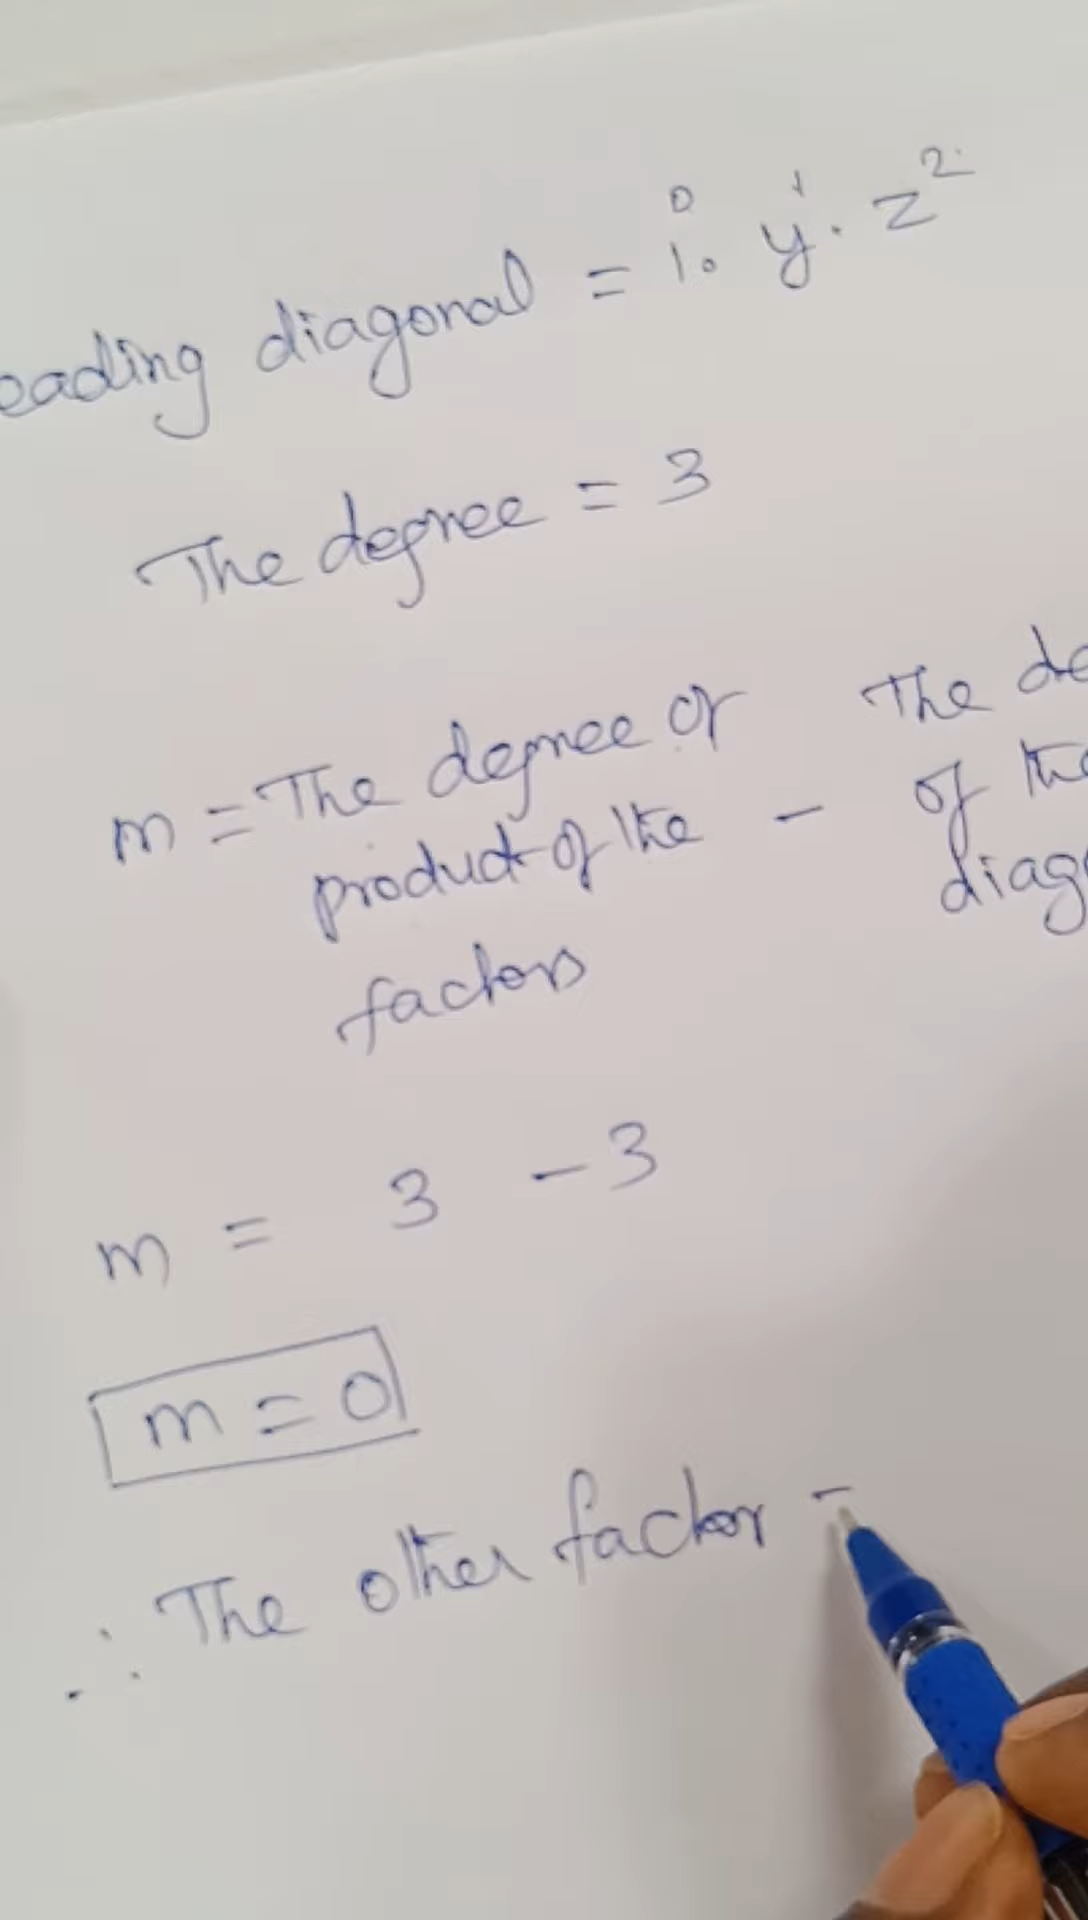 eading diagonal = 1⁰. y¹. z²
The degree = 3
m = The degree of - The de
product of the of the
factors diag
m = 3 - 3
m = 0
∴ The other factor -